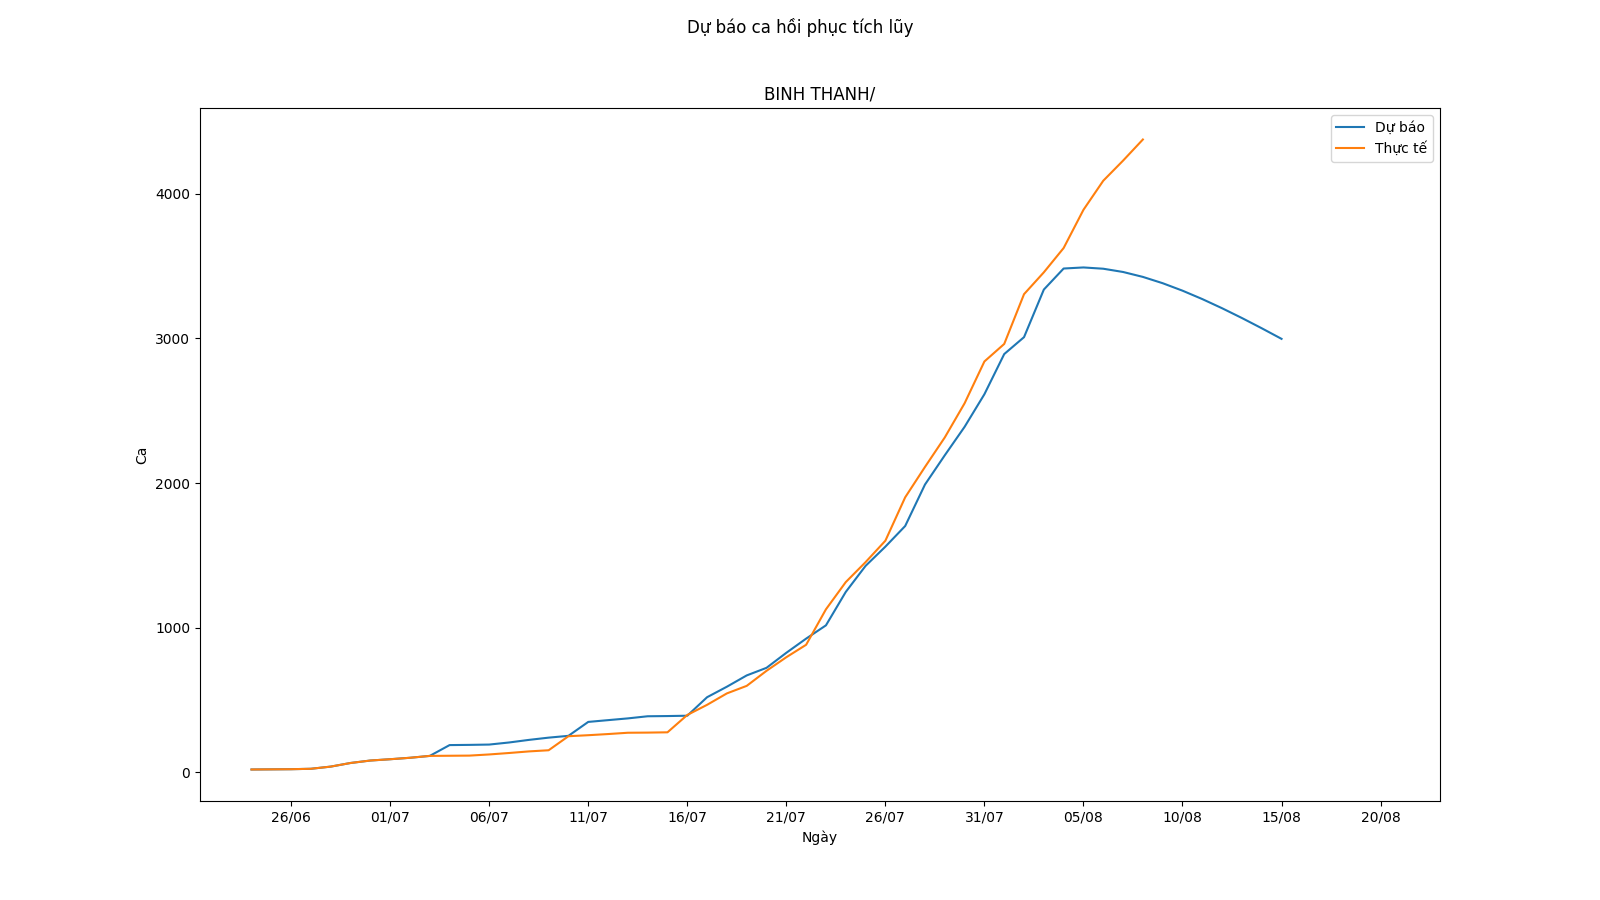 Dự báo ca hồi phục tích lũy
BINH THANH/
Dự báo
Thực tế
4000
3000
2000
1000
0
Ca
26/06 01/07 06/07 11/07 16/07 21/07 26/07 31/07 05/08 10/08 15/08 20/08
Ngày